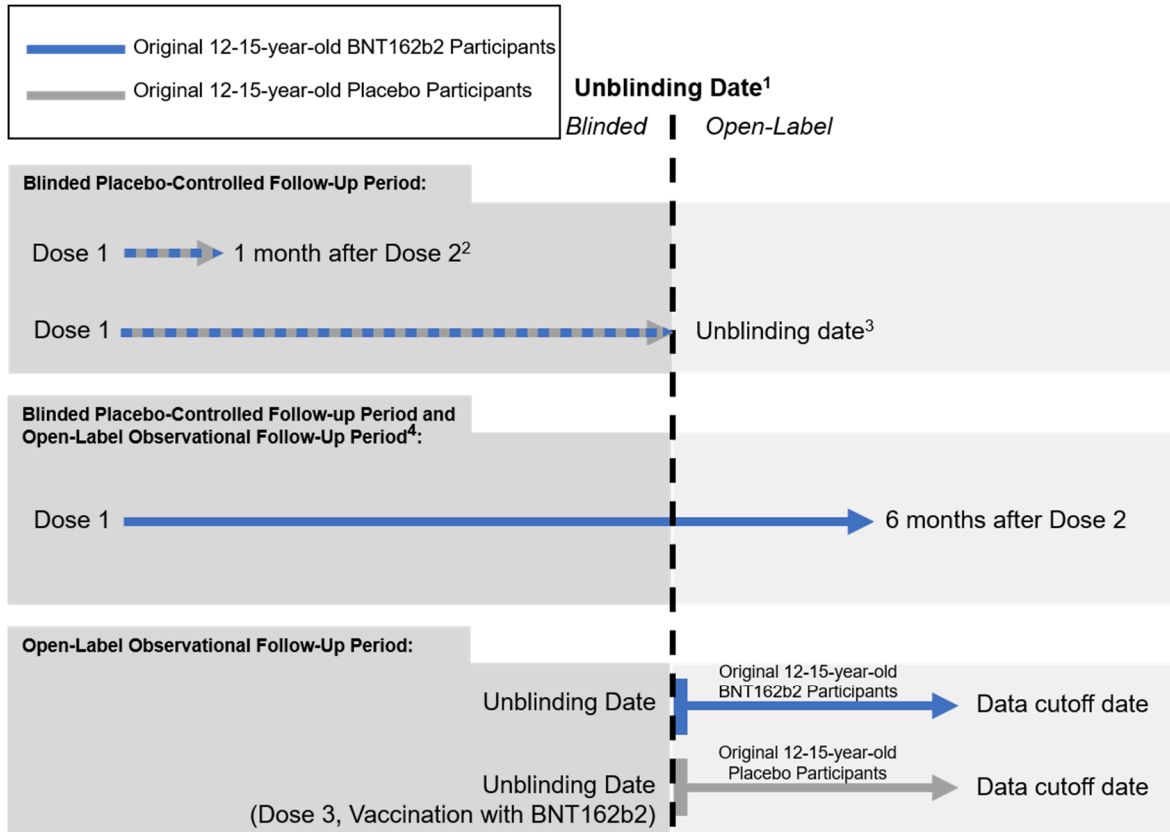 Original 12-15-year-old BNT162b2 Participants
Original 12-15-year-old Placebo Participants
Unblinding Date¹
Blinded
Open-Label
Blinded Placebo-Controlled Follow-Up Period:
Dose 1
1 month after Dose 2²
Dose 1
Unblinding date³
Blinded Placebo-Controlled Follow-up Period and
Open-Label Observational Follow-Up Period⁴:
Dose 1
6 months after Dose 2
Open-Label Observational Follow-Up Period:
Unblinding Date
Original 12-15-year-old
BNT162b2 Participants
Data cutoff date
Unblinding Date
(Dose 3, Vaccination with BNT162b2)
Original 12-15-year-old
Placebo Participants
Data cutoff date